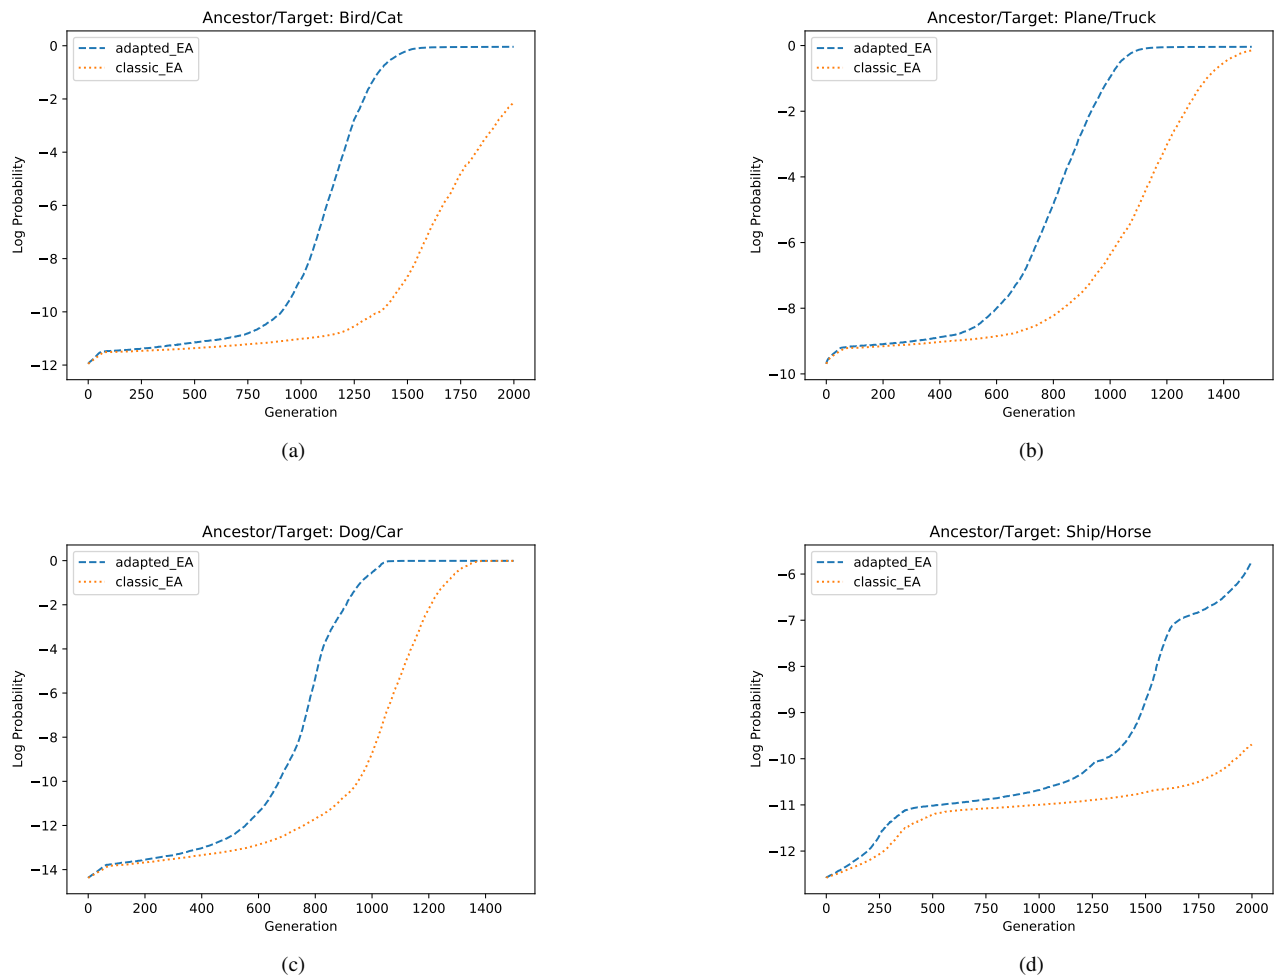 Ancestor/Target: Bird/Cat
adapted_EA
classic_EA
0
−2
−4
−6
−8
−10
−12
Log Probability
0 250 500 750 1000 1250 1500 1750 2000
Generation
(a)
Ancestor/Target: Plane/Truck
adapted_EA
classic_EA
0
−2
−4
−6
−8
−10
Log Probability
0 200 400 600 800 1000 1200 1400
Generation
(b)
Ancestor/Target: Dog/Car
adapted_EA
classic_EA
0
−2
−4
−6
−8
−10
−12
−14
Log Probability
0 200 400 600 800 1000 1200 1400
Generation
(c)
Ancestor/Target: Ship/Horse
adapted_EA
classic_EA
−6
−7
−8
−9
−10
−11
−12
Log Probability
0 250 500 750 1000 1250 1500 1750 2000
Generation
(d)